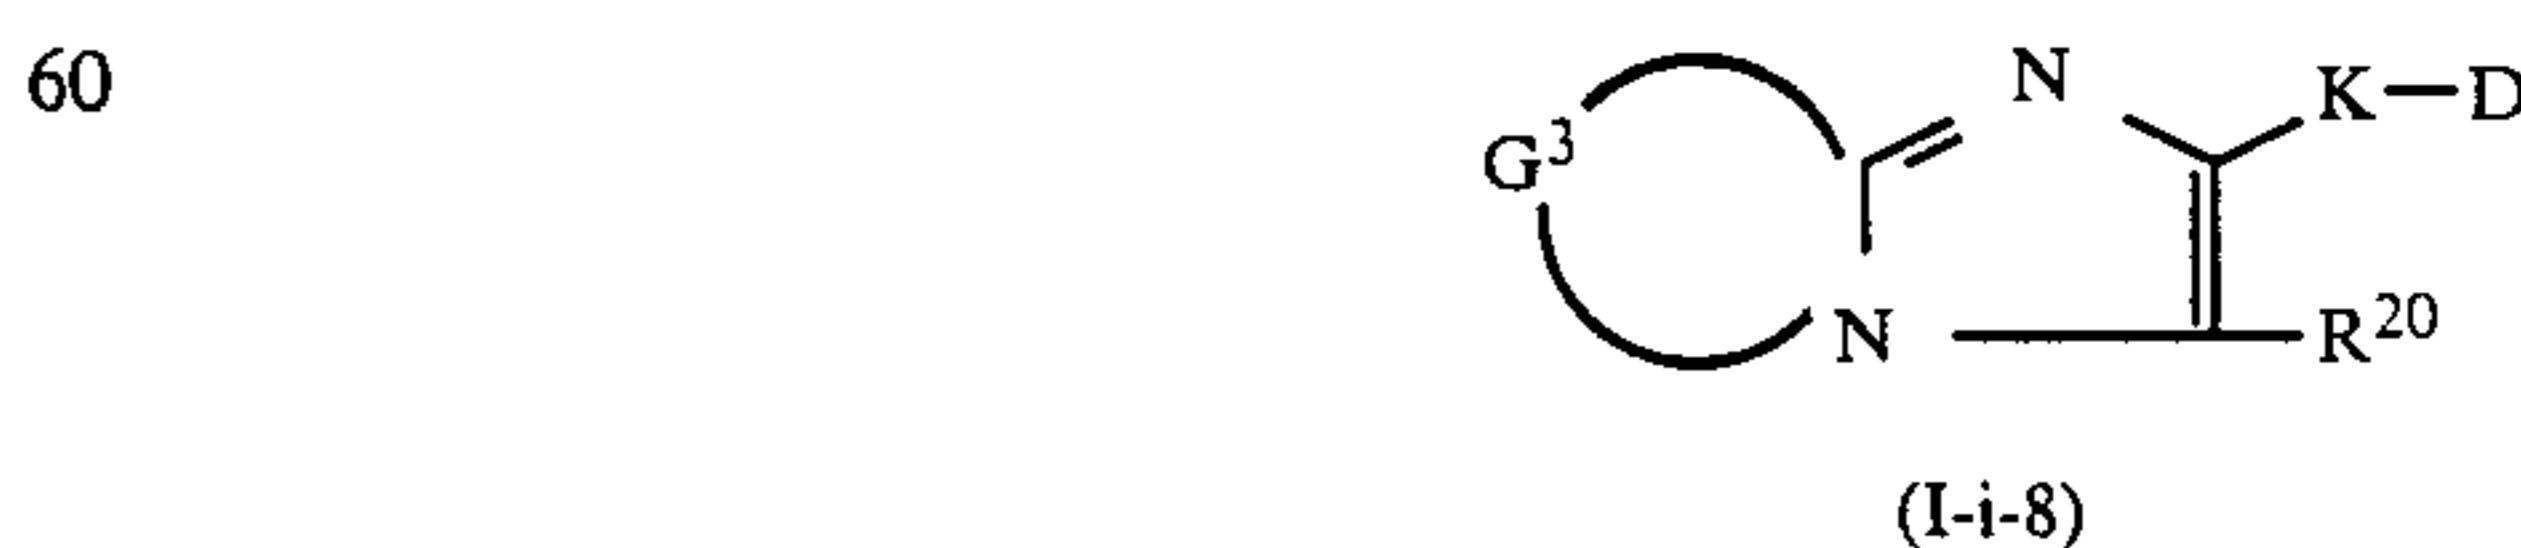 60
N
K—D
G³
N
R²⁰
(I-i-8)